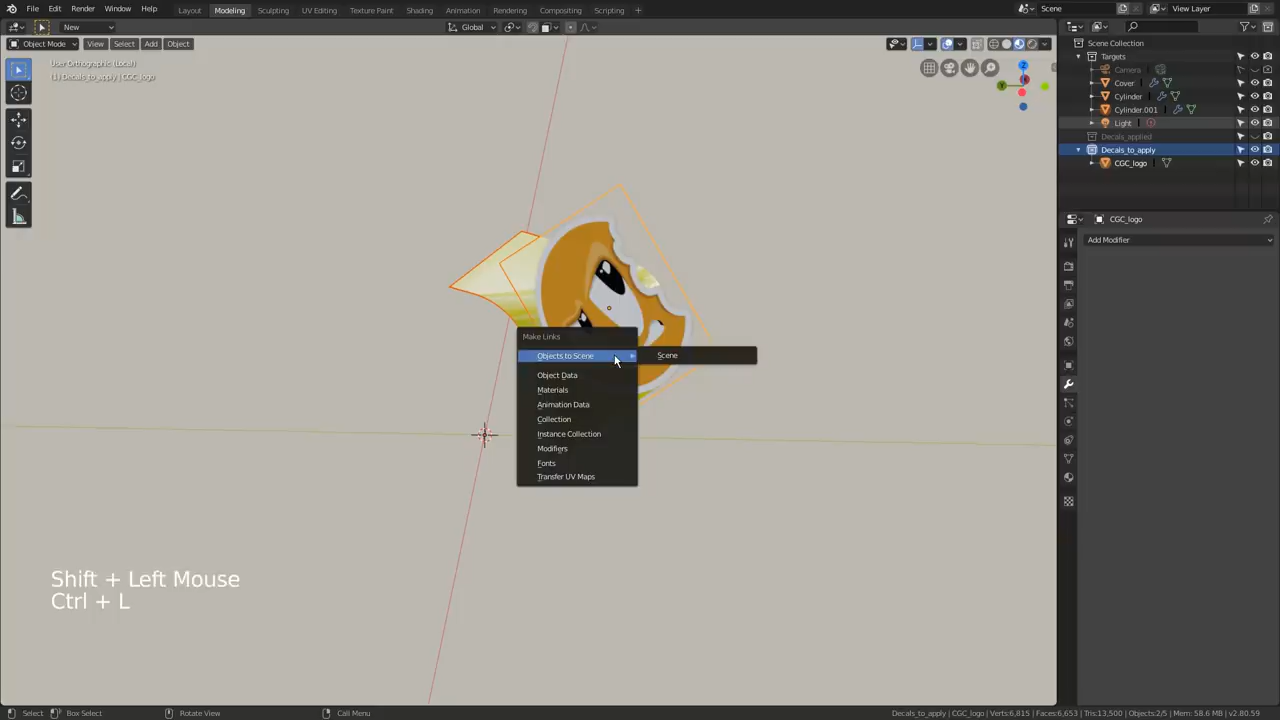 File Edit Render Window Help Layout Modeling Sculpting UV Editing Texture Paint Shading Animation Rendering Compositing Scripting + Scene View Layer
New Global
Object Mode View Select Add Object
User Orthographic (Local)
(1) Decals_to_apply | CGC_logo
Z
Y
Scene Collection
Targets
Camera
Cover
Cylinder
Cylinder.001
Light
Decals_applied
Decals_to_apply
CGC_logo
CGC_logo
Add Modifier
Make Links
Objects to Scene
Scene
Object Data
Materials
Animation Data
Collection
Instance Collection
Modifiers
Fonts
Transfer UV Maps
Shift + Left Mouse
Ctrl + L
Select Box Select Rotate View Call Menu Decals_to_apply | CGC_logo | Verts:6,815 | Faces:6,653 | Tris:13,500 | Objects:2/5 | Mem: 58.6 MB | v2.80.59